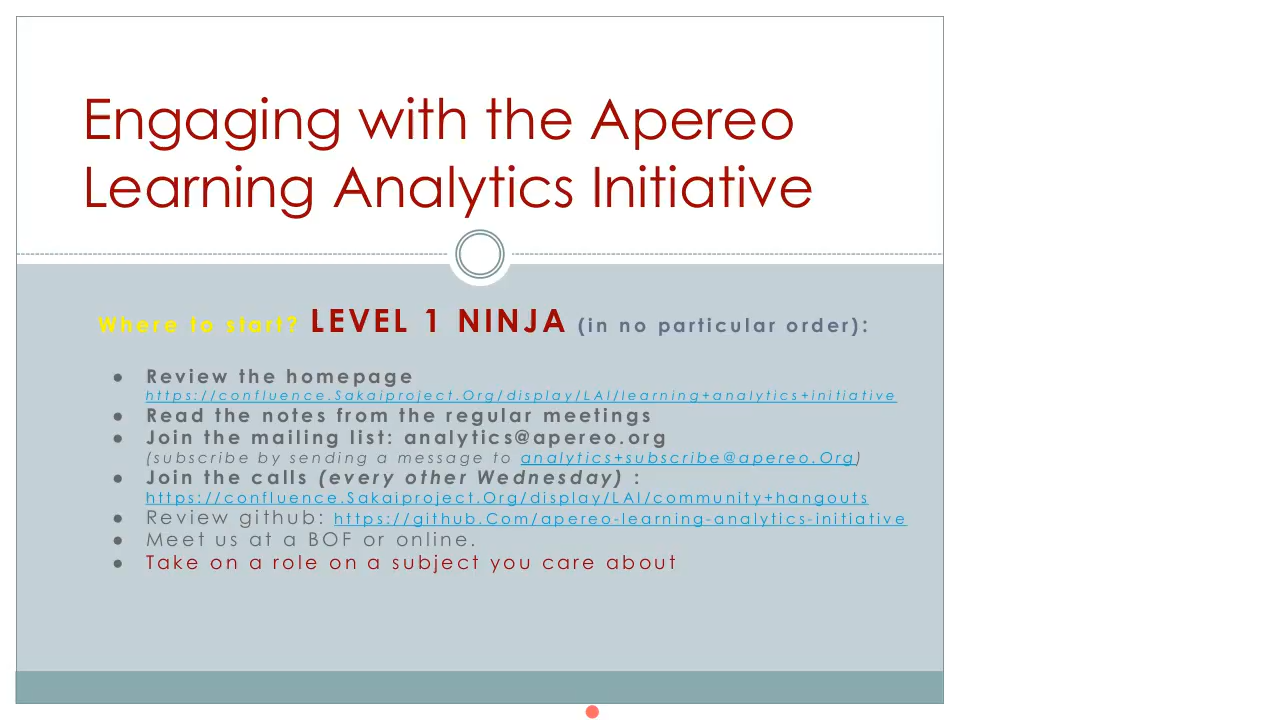 Engaging with the Apereo
Learning Analytics Initiative
Where to start? LEVEL 1 NINJA (in no particular order):
● Review the homepage
https://confluence.Sakaiproject.Org/display/LAI/learning+analytics+initiative
● Read the notes from the regular meetings
● Join the mailing list: analytics@apereo.org
(subscribe by sending a message to analytics+subscribe@apereo.Org)
● Join the calls (every other Wednesday) :
https://confluence.Sakaiproject.Org/display/LAI/community+hangouts
● Review github: https://github.Com/apereo-learning-analytics-initiative
● Meet us at a BOF or online.
● Take on a role on a subject you care about